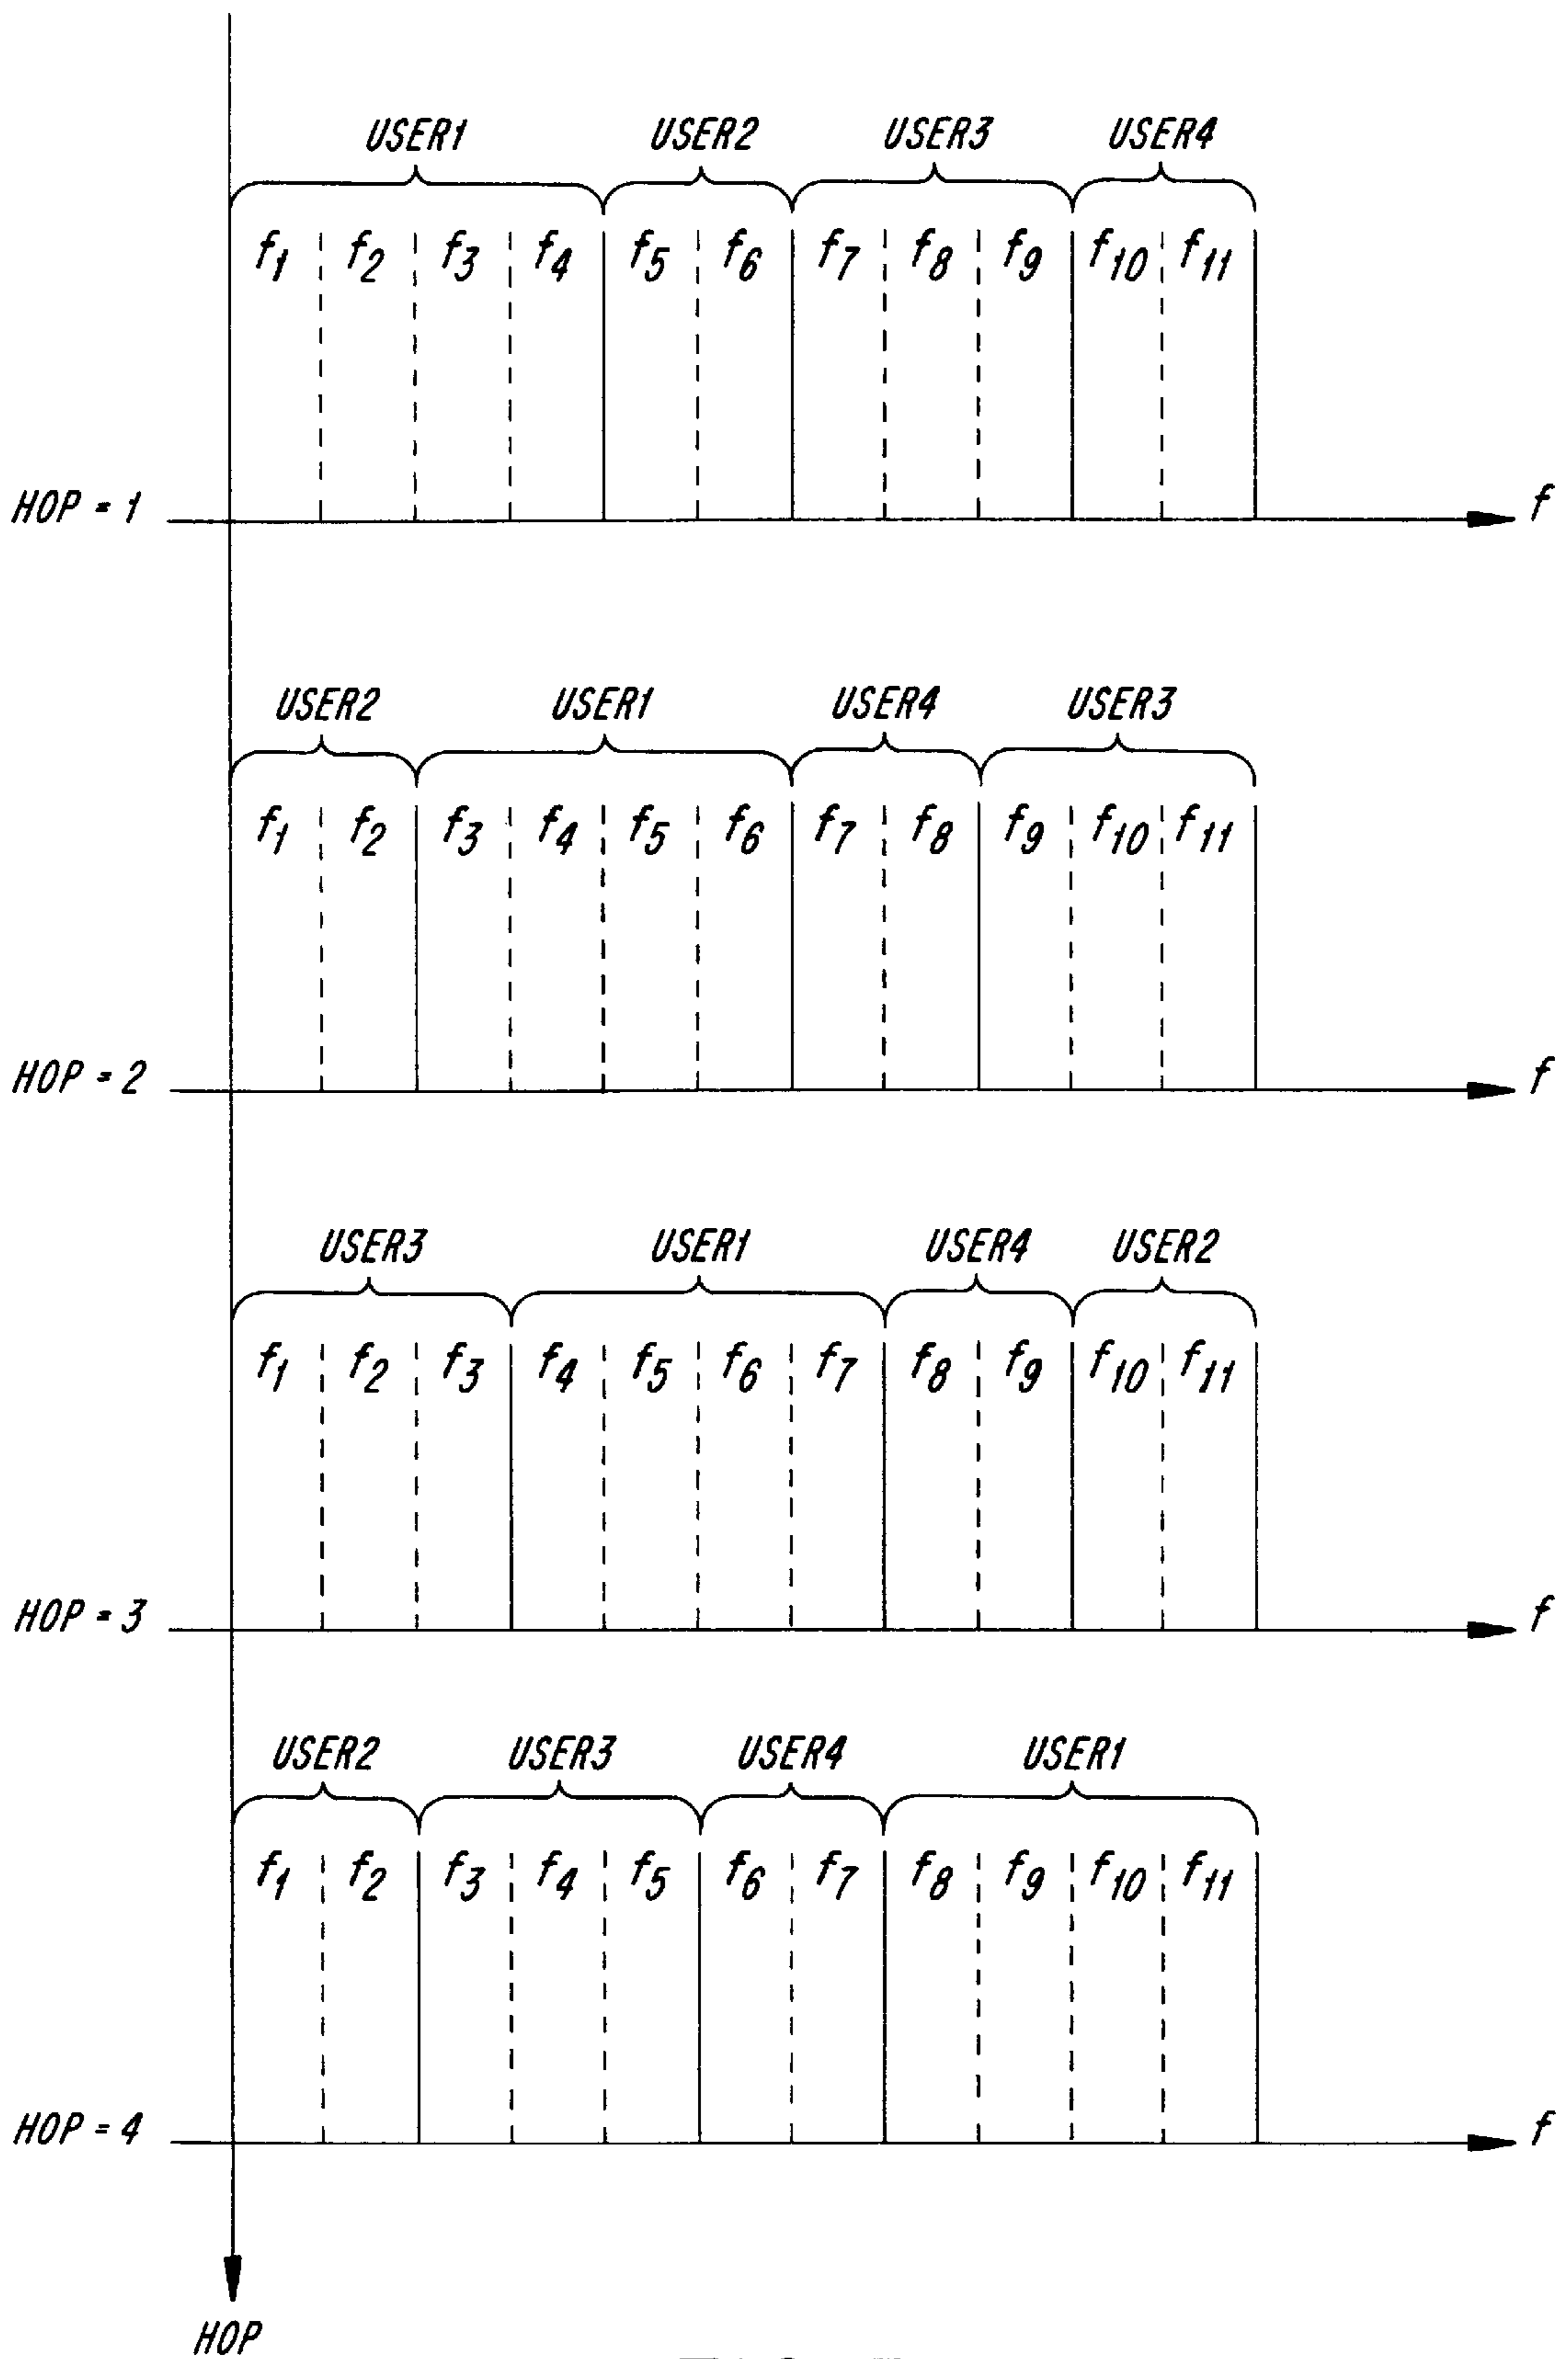 USER1 USER2 USER3 USER4
f1 f2 f3 f4 f5 f6 f7 f8 f9 f10 f11
HOP = 1 f
USER2 USER1 USER4 USER3
f1 f2 f3 f4 f5 f6 f7 f8 f9 f10 f11
HOP = 2 f
USER3 USER1 USER4 USER2
f1 f2 f3 f4 f5 f6 f7 f8 f9 f10 f11
HOP = 3 f
USER2 USER3 USER4 USER1
f1 f2 f3 f4 f5 f6 f7 f8 f9 f10 f11
HOP = 4 f
HOP